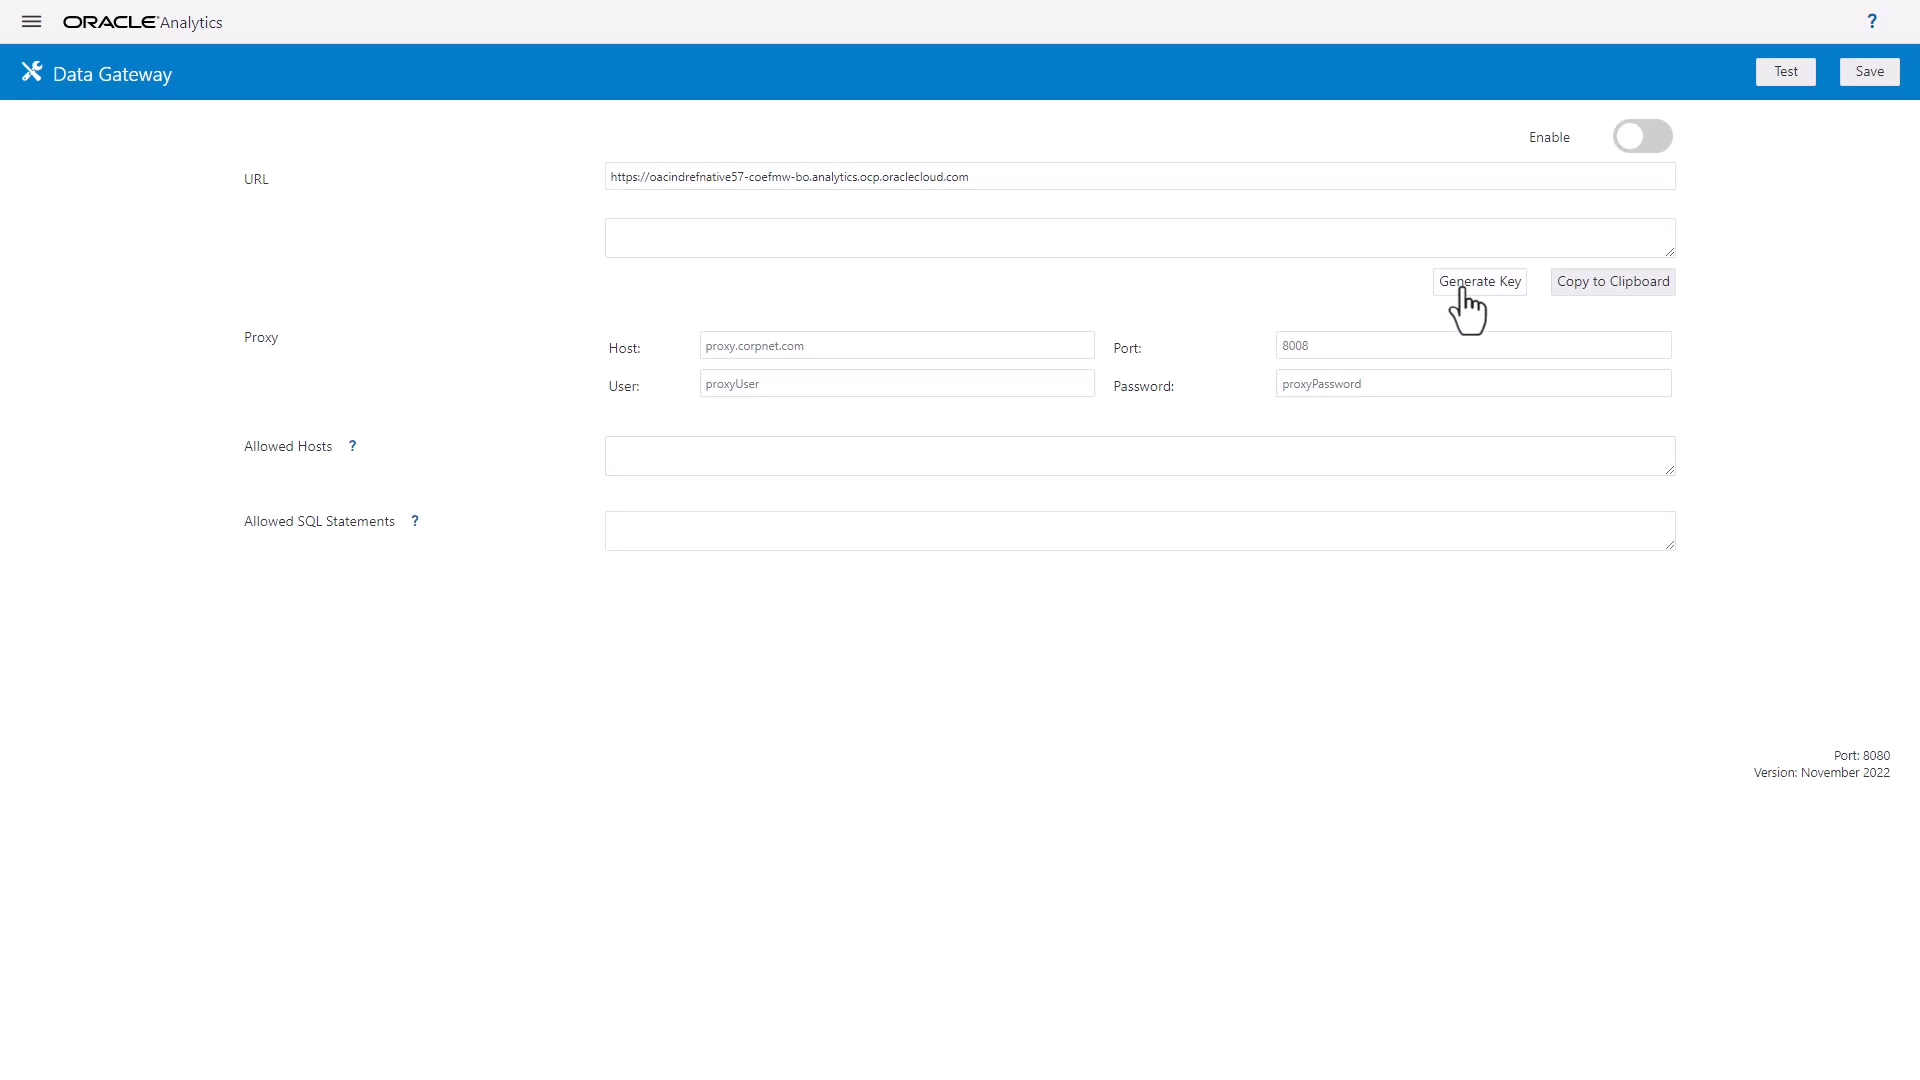 ORACLE Analytics
?
Data Gateway
Test
Save
Enable
URL
https://oacindrefnative57-coefmw-bo.analytics.ocp.oraclecloud.com
Generate Key
Copy to Clipboard
Proxy
Host:
proxy.corpnet.com
Port:
8008
User:
proxyUser
Password:
proxyPassword
Allowed Hosts ?
Allowed SQL Statements ?
Port: 8080
Version: November 2022